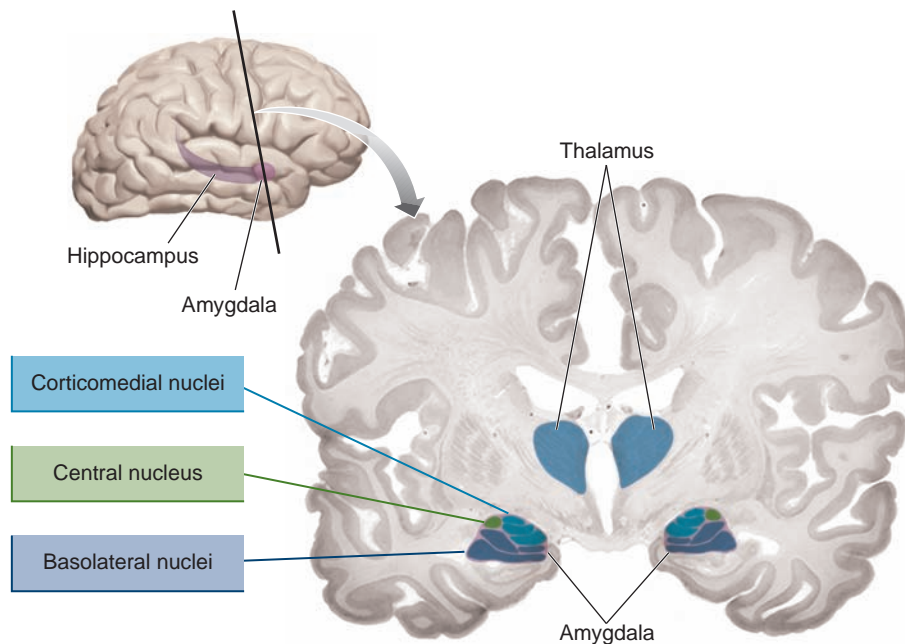 Thalamus
Hippocampus
Amygdala
Corticomedial nuclei
Central nucleus
Basolateral nuclei
Amygdala